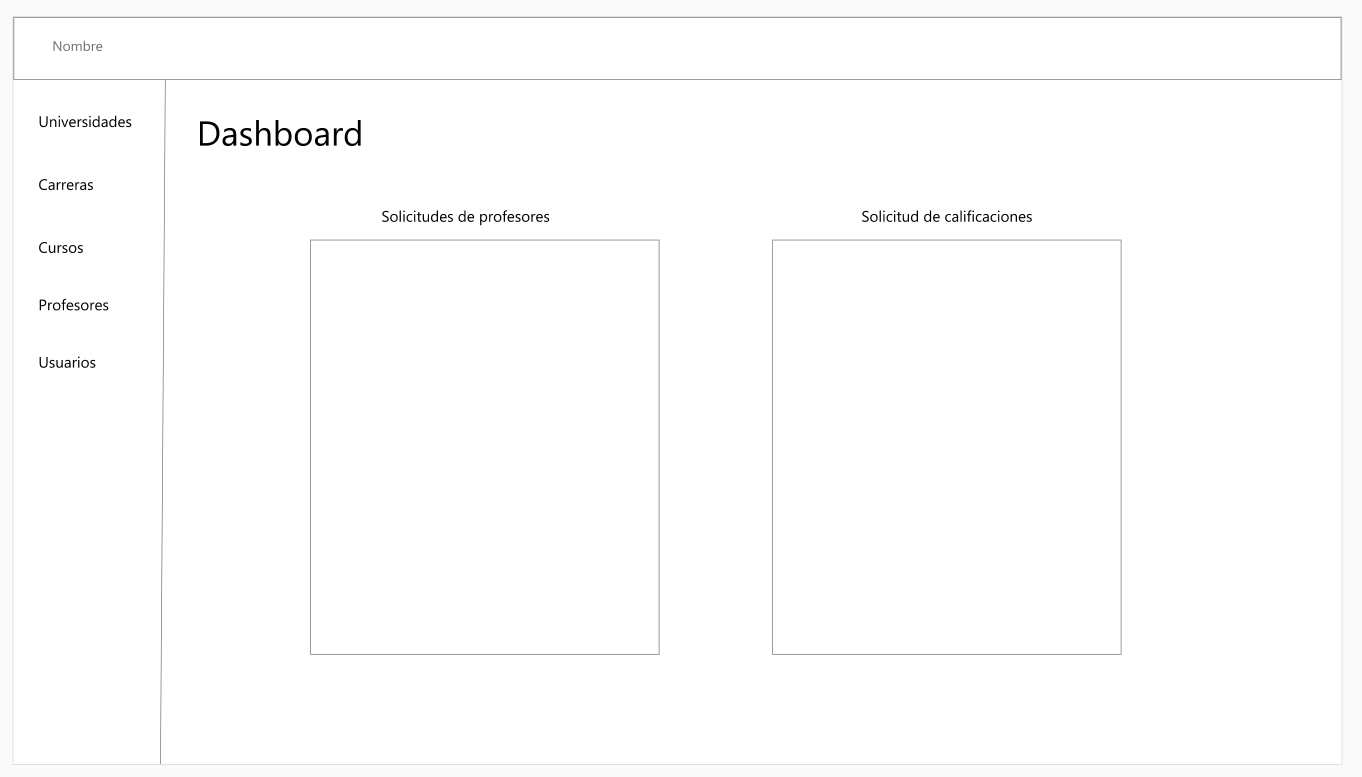 Nombre
Universidades
Carreras
Cursos
Profesores
Usuarios
Dashboard
Solicitudes de profesores
Solicitud de calificaciones